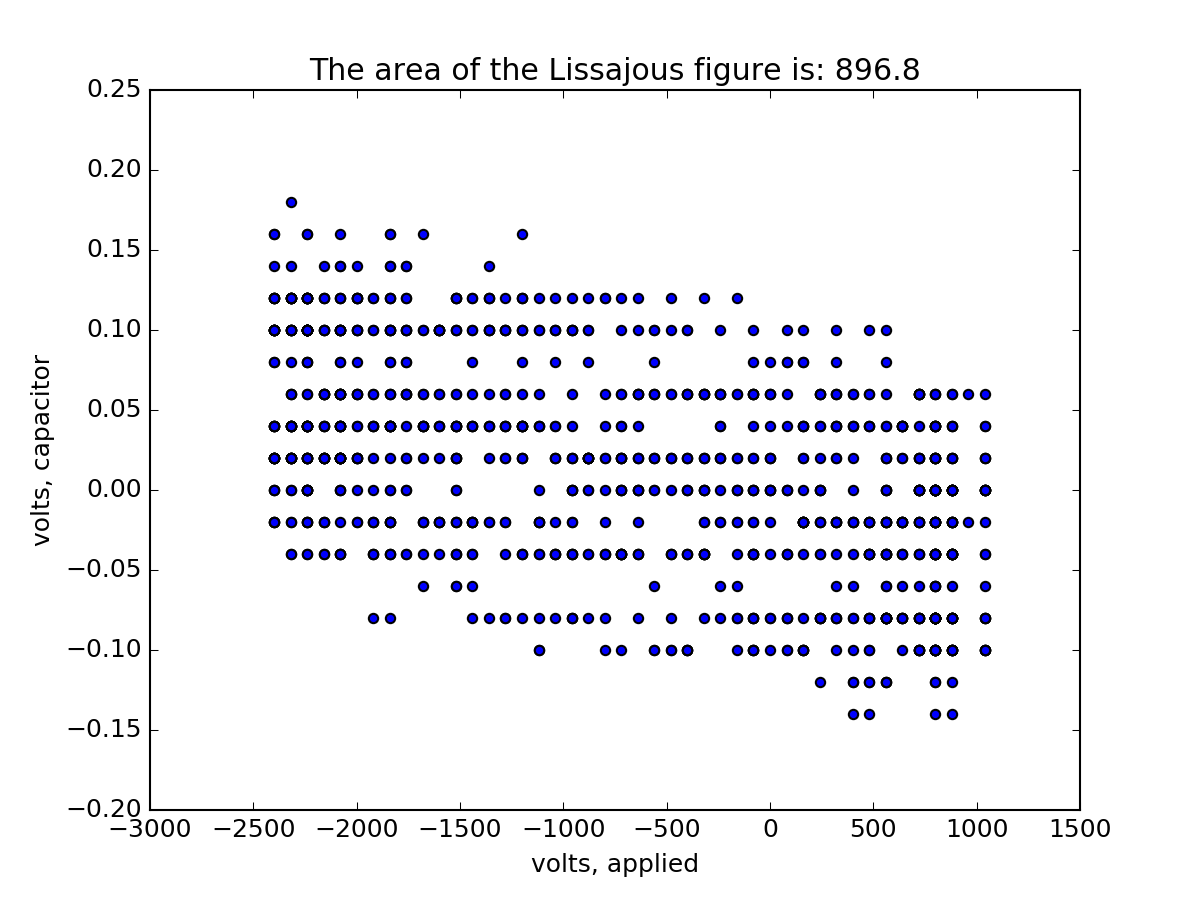 The area of the Lissajous figure is: 896.8
0.25
0.20
0.15
0.10
0.05
0.00
−0.05
−0.10
−0.15
−0.20
volts, capacitor
−3000 −2500 −2000 −1500 −1000 −500 0 500 1000 1500
volts, applied